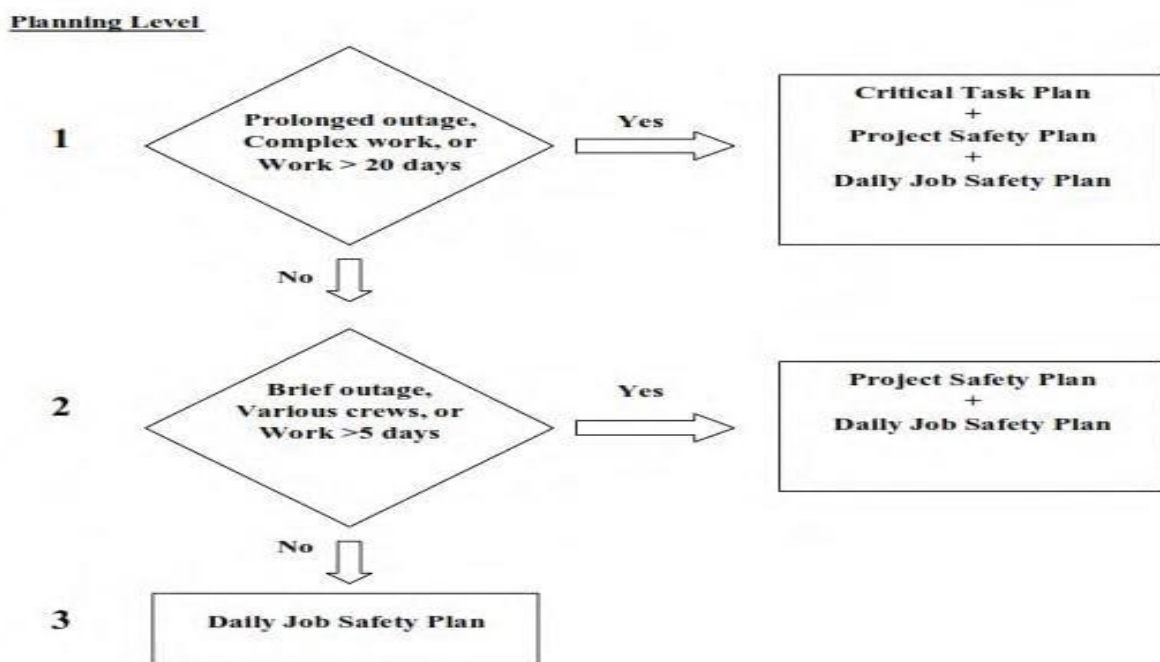 Planning Level
1
Prolonged outage,
Complex work, or
Work > 20 days
Yes
Critical Task Plan
+
Project Safety Plan
+
Daily Job Safety Plan
No
2
Brief outage,
Various crews, or
Work >5 days
Yes
Project Safety Plan
+
Daily Job Safety Plan
No
3
Daily Job Safety Plan